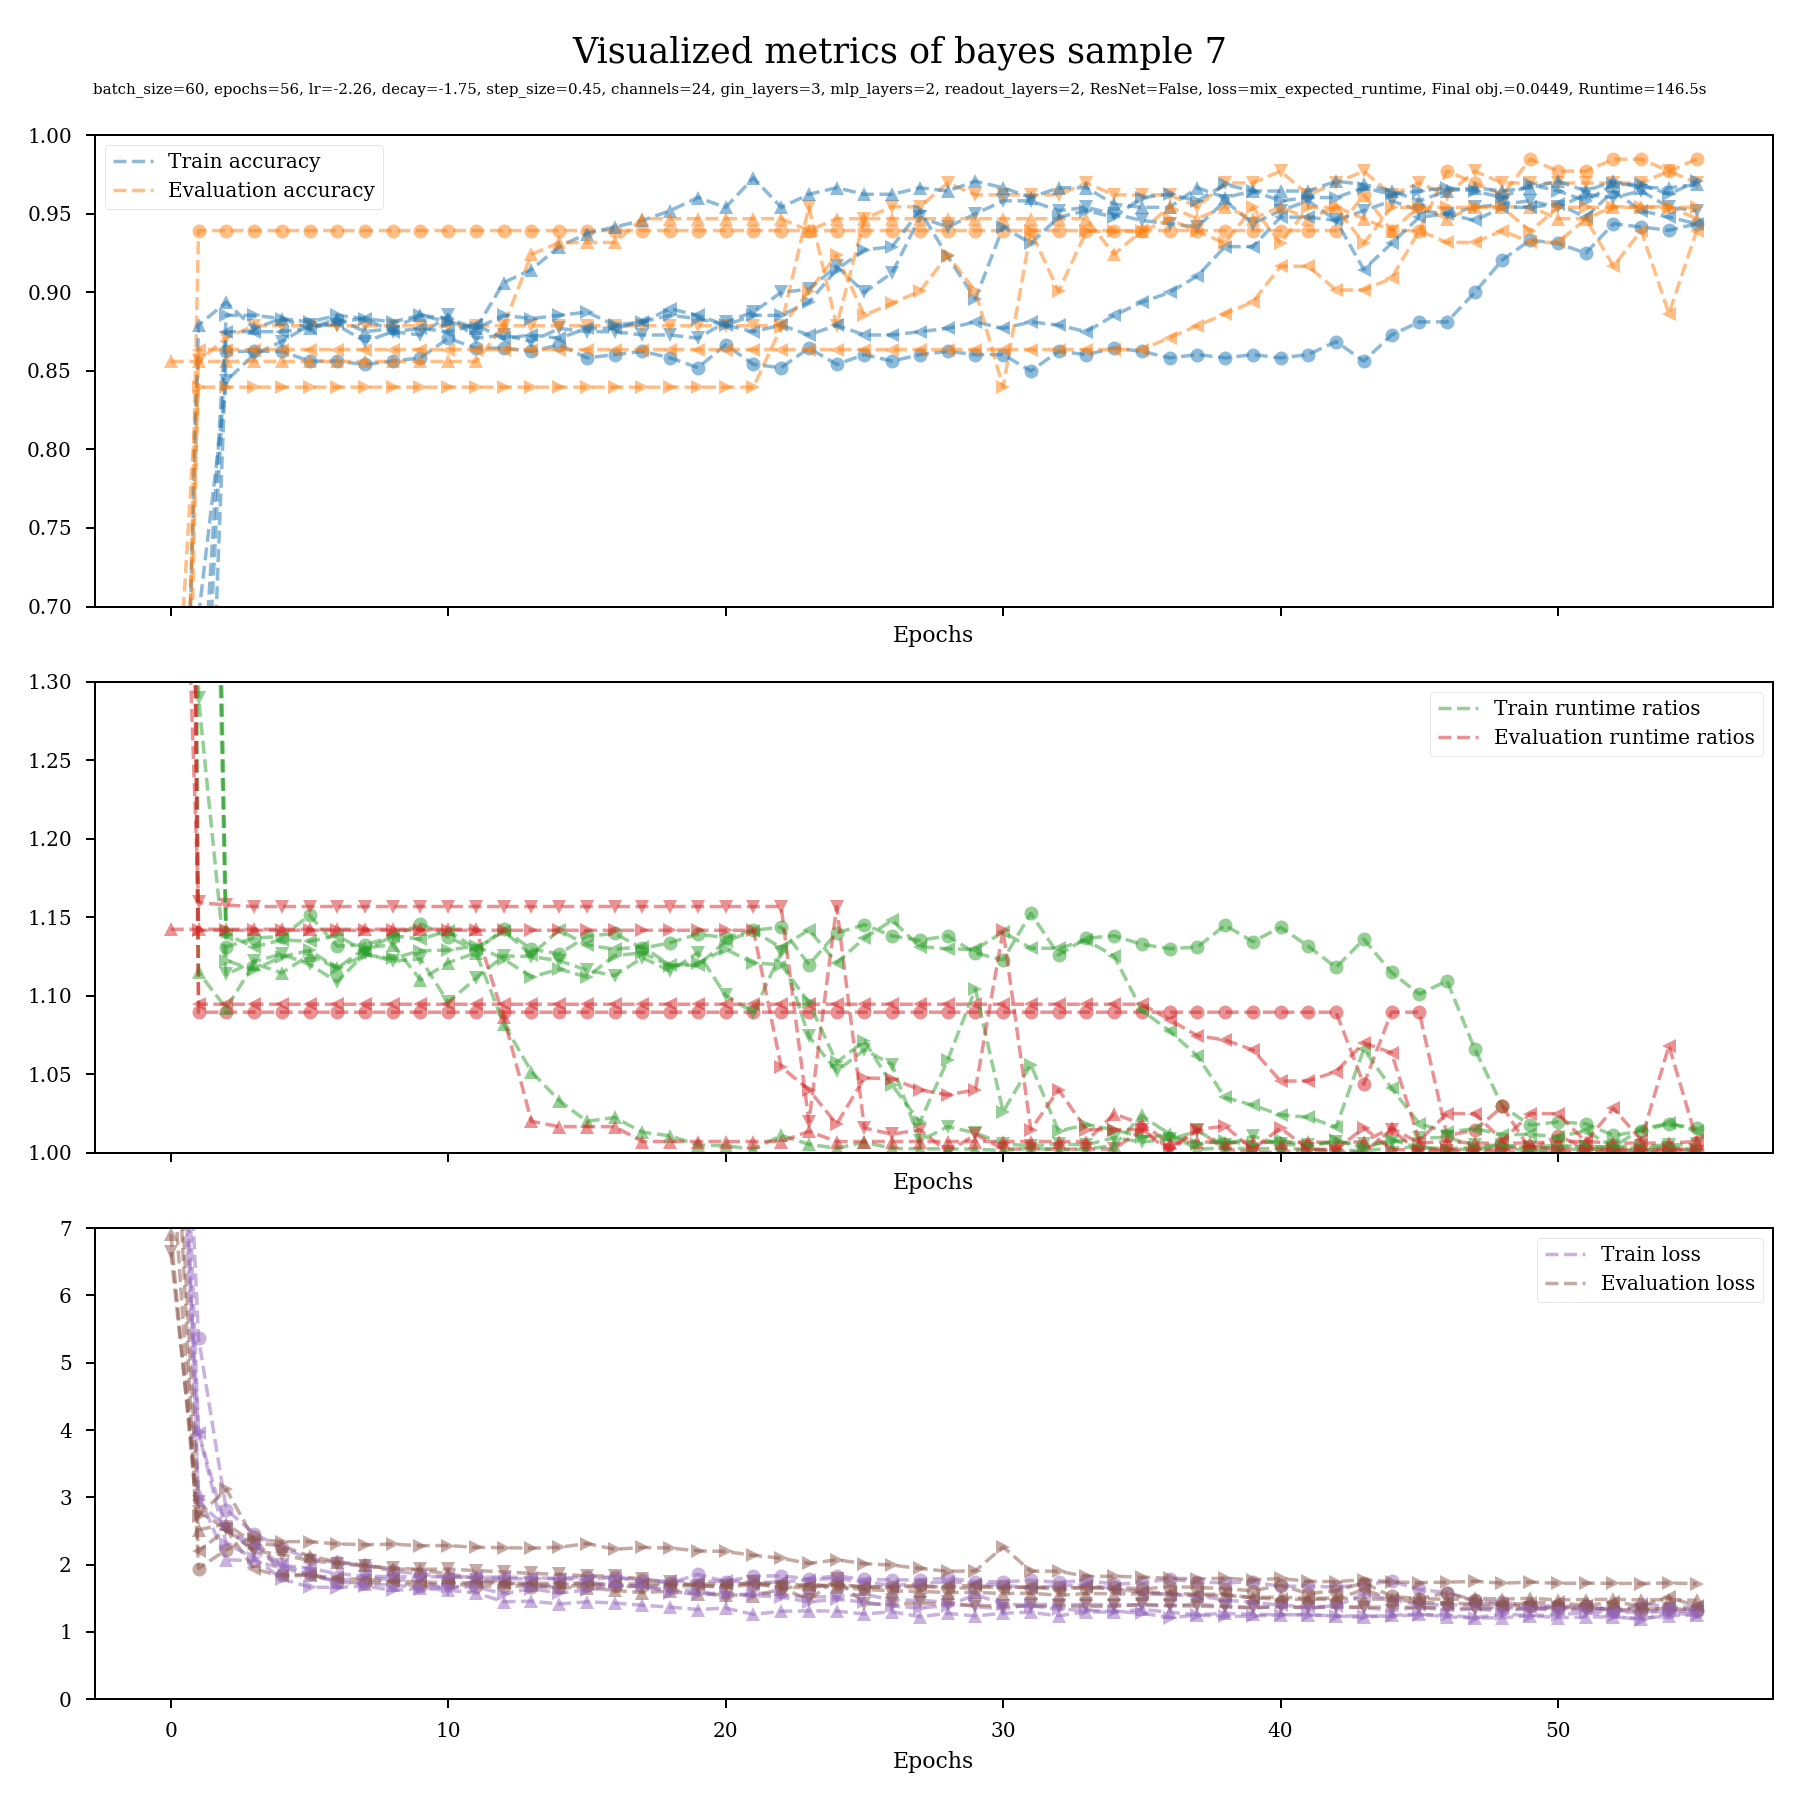 Visualized metrics of bayes sample 7
batch_size=60, epochs=56, lr=-2.26, decay=-1.75, step_size=0.45, channels=24, gin_layers=3, mlp_layers=2, readout_layers=2, ResNet=False, loss=mix_expected_runtime, Final obj.=0.0449, Runtime=146.5s
1.00
0.95
0.90
0.85
0.80
0.75
0.70
Train accuracy
Evaluation accuracy
Epochs
1.30
1.25
1.20
1.15
1.10
1.05
1.00
Train runtime ratios
Evaluation runtime ratios
Epochs
7
6
5
4
3
2
1
0
Train loss
Evaluation loss
0 10 20 30 40 50
Epochs